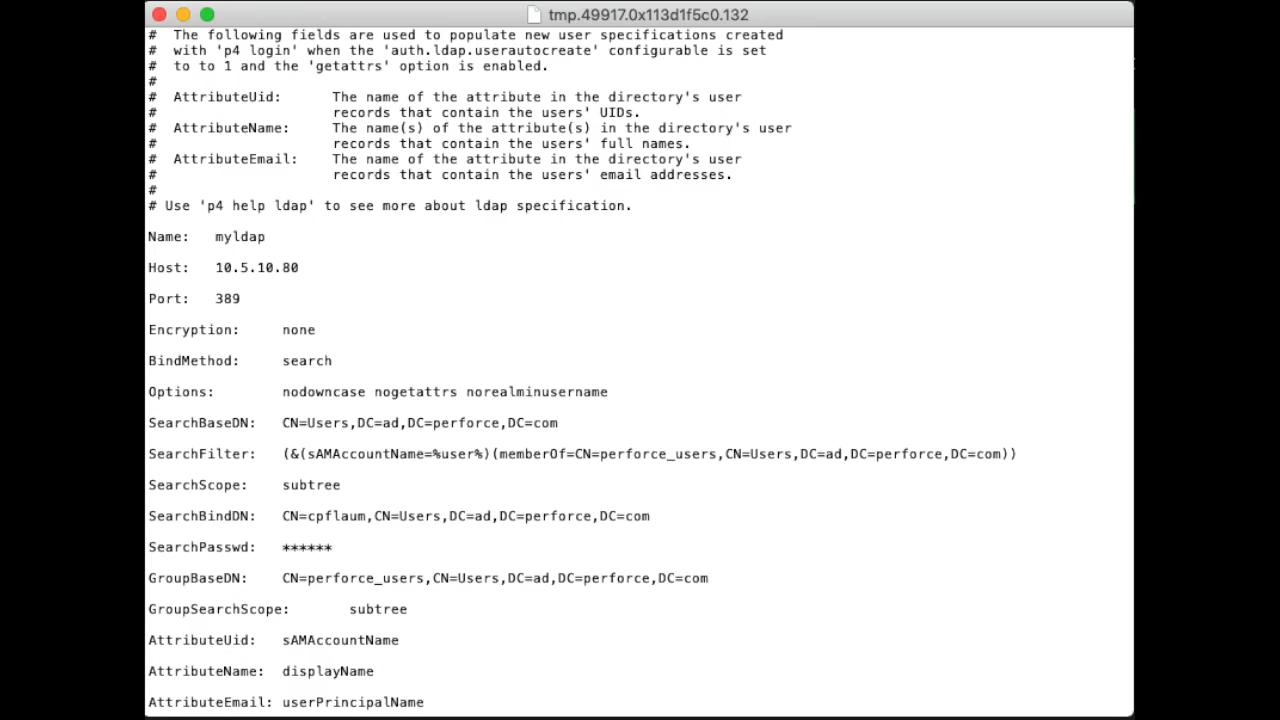 tmp.49917.0x113d1f5c0.132
#  The following fields are used to populate new user specifications created
#  with 'p4 login' when the 'auth.ldap.userautocreate' configurable is set
#  to to 1 and the 'getattrs' option is enabled.
#
#  AttributeUid:      The name of the attribute in the directory's user
#                     records that contain the users' UIDs.
#  AttributeName:     The name(s) of the attribute(s) in the directory's user
#                     records that contain the users' full names.
#  AttributeEmail:    The name of the attribute in the directory's user
#                     records that contain the users' email addresses.
#
# Use 'p4 help ldap' to see more about ldap specification.
Name:   myldap
Host:   10.5.10.80
Port:   389
Encryption:     none
BindMethod:     search
Options:        nodowncase nogetattrs norealminusername
SearchBaseDN:   CN=Users,DC=ad,DC=perforce,DC=com
SearchFilter:   (&(sAMAccountName=%user%)(memberOf=CN=perforce_users,CN=Users,DC=ad,DC=perforce,DC=com))
SearchScope:    subtree
SearchBindDN:   CN=cpflaum,CN=Users,DC=ad,DC=perforce,DC=com
SearchPasswd:   ******
GroupBaseDN:    CN=perforce_users,CN=Users,DC=ad,DC=perforce,DC=com
GroupSearchScope:       subtree
AttributeUid:   sAMAccountName
AttributeName:  displayName
AttributeEmail: userPrincipalName